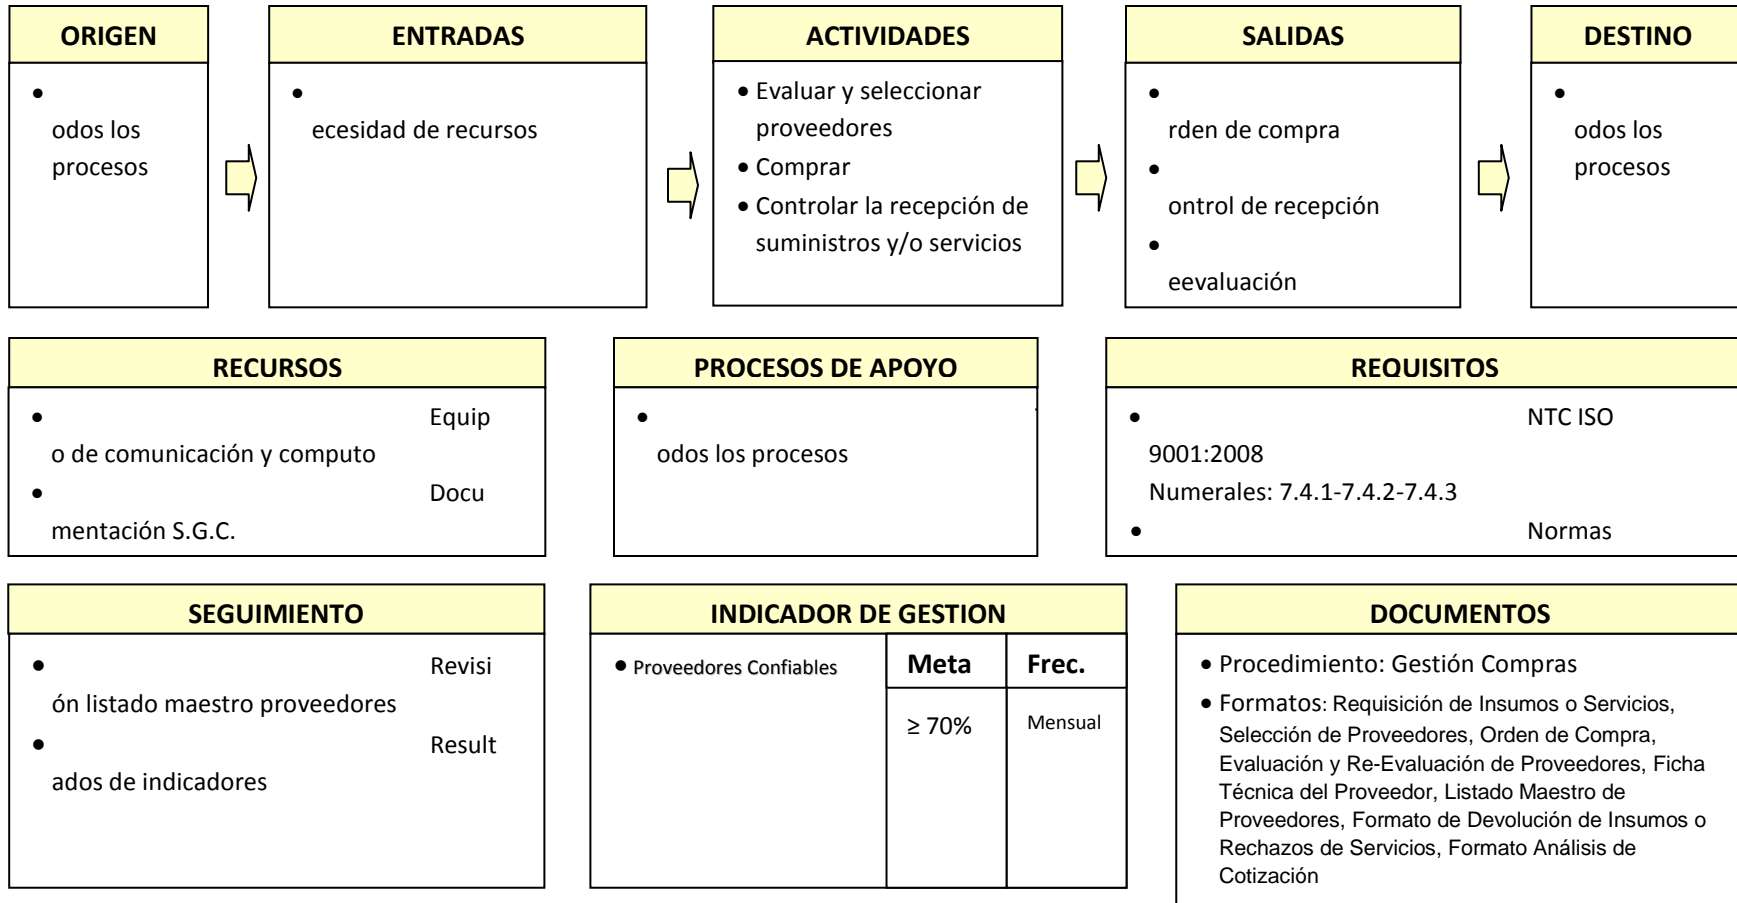 ORIGEN
• 
odos los
procesos
ENTRADAS
• 
ecesidad de recursos
ACTIVIDADES
• Evaluar y seleccionar
proveedores
• Comprar
• Controlar la recepción de
suministros y/o servicios
SALIDAS
• 
rden de compra
• 
ontrol de recepción
• 
eevaluación
DESTINO
• 
odos los
procesos
RECURSOS
• Equip
o de comunicación y computo
• Docu
mentación S.G.C.
PROCESOS DE APOYO
• 
odos los procesos
REQUISITOS
• NTC ISO
9001:2008
Numerales: 7.4.1-7.4.2-7.4.3
• Normas
SEGUIMIENTO
• Revisi
ón listado maestro proveedores
• Result
ados de indicadores
INDICADOR DE GESTION
• Proveedores Confiables
Meta
Frec.
≥ 70%
Mensual
DOCUMENTOS
• Procedimiento: Gestión Compras
• Formatos: Requisición de Insumos o Servicios,
Selección de Proveedores, Orden de Compra,
Evaluación y Re-Evaluación de Proveedores, Ficha
Técnica del Proveedor, Listado Maestro de
Proveedores, Formato de Devolución de Insumos o
Rechazos de Servicios, Formato Análisis de
Cotización